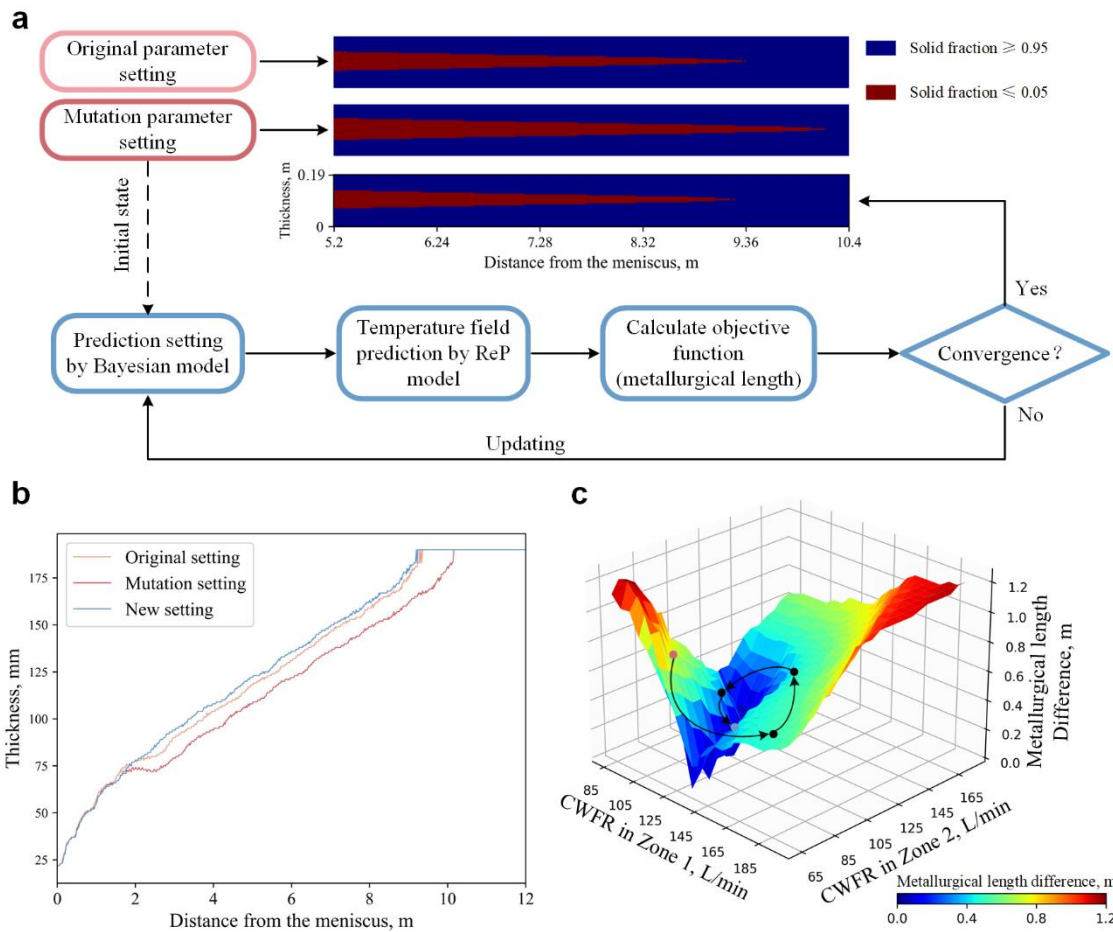 a
Original parameter
setting
Mutation parameter
setting
Solid fraction ≥ 0.95
Solid fraction ≤ 0.05
Initial state
Thickness, m
0.19
0
5.2
6.24
7.28
8.32
9.36
10.4
Distance from the meniscus, m
Prediction setting
by Bayesian model
Temperature field
prediction by ReP
model
Calculate objective
function
(metallurgical length)
Convergence?
Yes
No
Updating
b
Original setting
Mutation setting
New setting
Thickness, mm
175
150
125
100
75
50
25
0
2
4
6
8
10
12
Distance from the meniscus, m
c
1.2
1.0
0.8
0.6
0.4
0.2
0.0
Metallurgical length
Difference, m
85
105
125
145
165
185
CWFR in Zone 1, L/min
65
85
105
125
145
165
CWFR in Zone 2, L/min
Metallurgical length difference, m
0.0
0.4
0.8
1.2